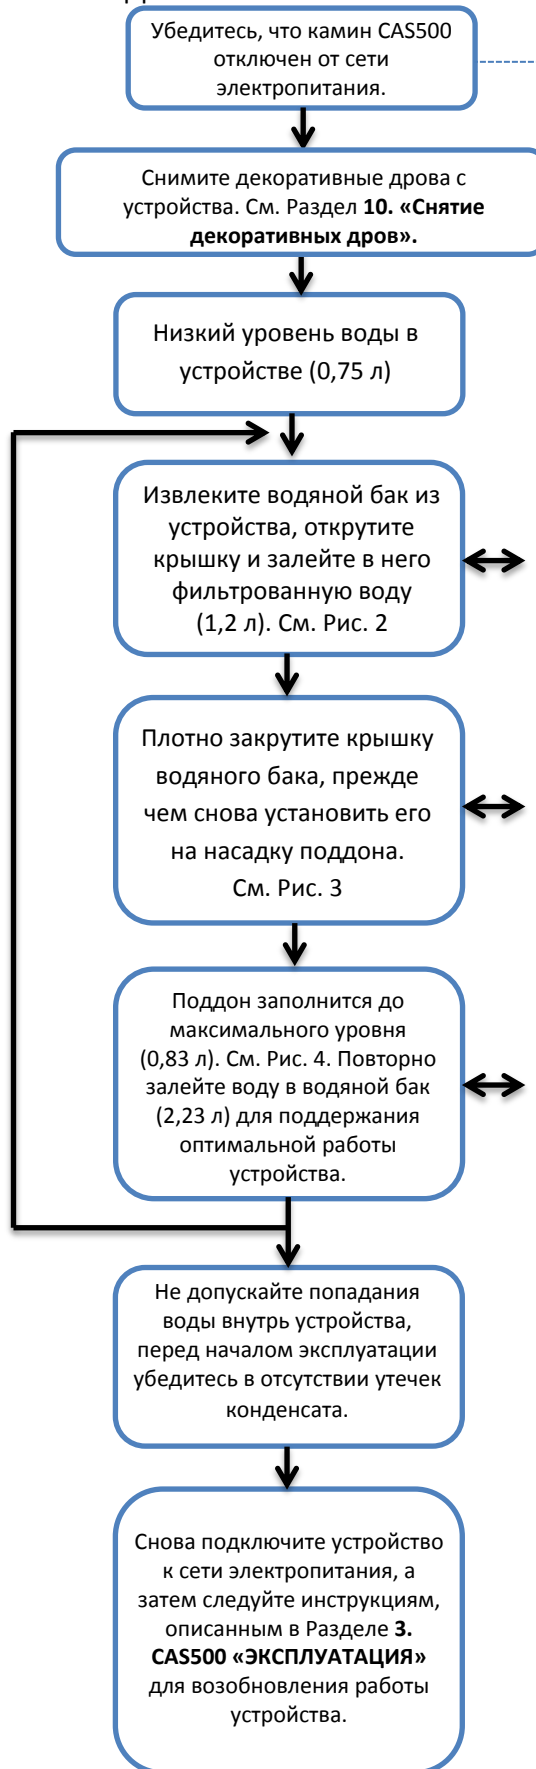 Убедитесь, что камин CAS500
отключен от сети
электропитания.
Снимите декоративные дрова с
устройства. См. Раздел 10. «Снятие
декоративных дров».
Низкий уровень воды в
устройстве (0,75 л)
Извлеките водяной бак из
устройства, открутите
крышку и залейте в него
фильтрованную воду
(1,2 л). См. Рис. 2
Плотно закрутите крышку
водяного бака, прежде
чем снова установить его
на насадку поддона.
См. Рис. 3
Поддон заполнится до
максимального уровня
(0,83 л). См. Рис. 4. Повторно
залейте воду в водяной бак
(2,23 л) для поддержания
оптимальной работы
устройства.
Не допускайте попадания
воды внутрь устройства,
перед началом эксплуатации
убедитесь в отсутствии утечек
конденсата.
Снова подключите устройство
к сети электропитания, а
затем следуйте инструкциям,
описанным в Разделе 3.
CAS500 «ЭКСПЛУАТАЦИЯ»
для возобновления работы
устройства.